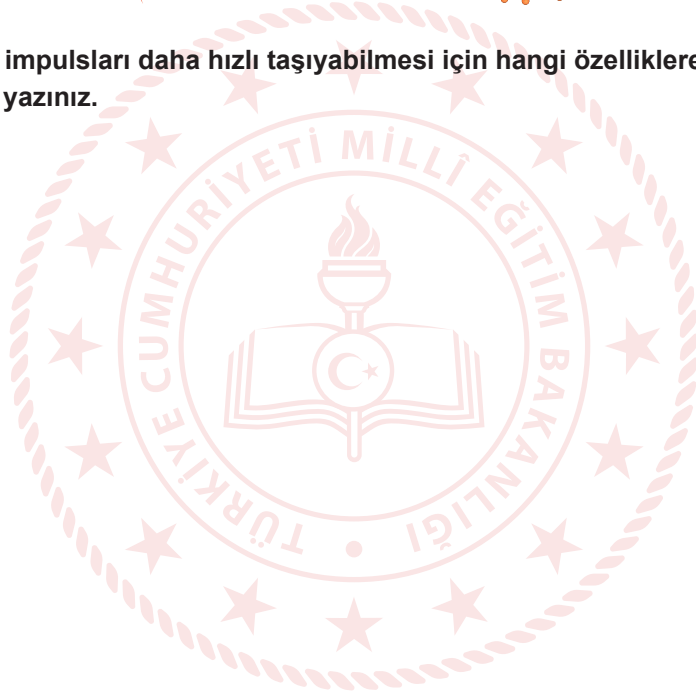 impulsları daha hızlı taşıyabilmesi için hangi özelliklere
yazınız.
TÜRKİYE CUMHURİYETİ MİLLÎ EĞİTİM BAKANLIĞI